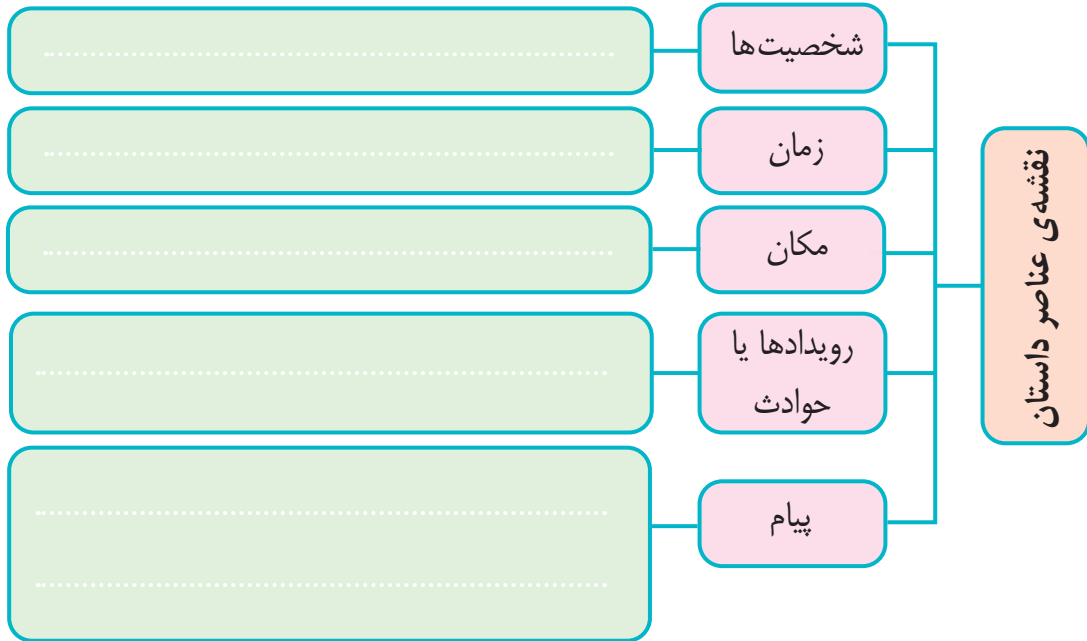 نقشه‌ی عناصر داستان
شخصیت‌ها
زمان
مکان
رویدادها یا
حوادث
پیام